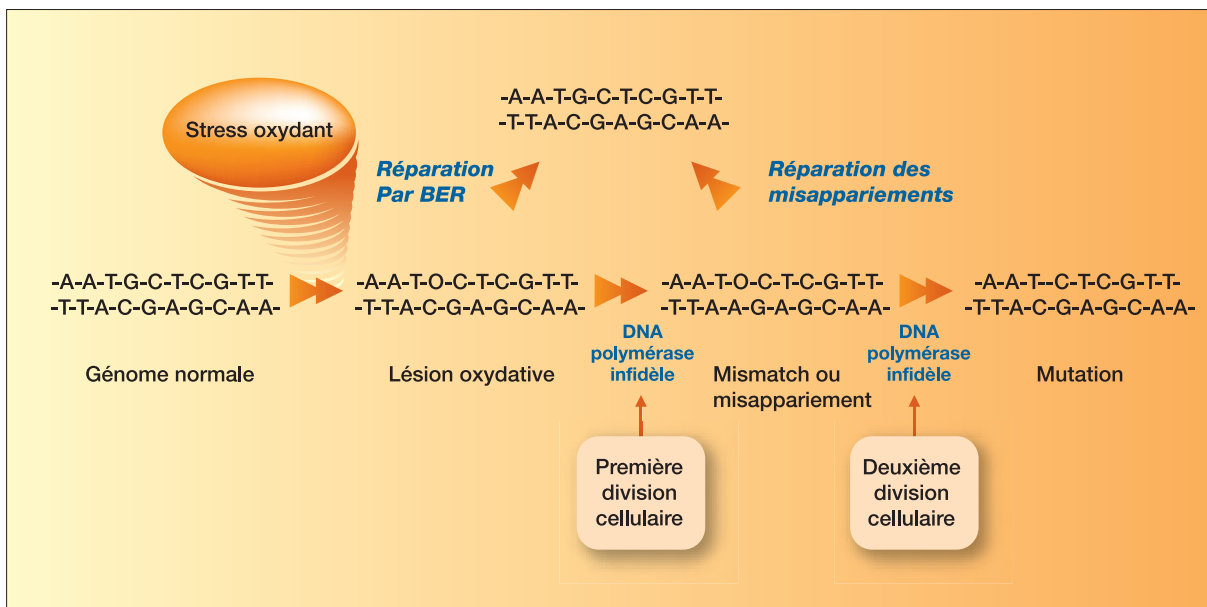 -A-A-T-G-C-T-C-G-T-T-
-T-T-A-C-G-A-G-C-A-A-
Stress oxydant
Réparation
Par BER
Réparation des
misappariements
-A-A-T-G-C-T-C-G-T-T-
-T-T-A-C-G-A-G-C-A-A-
Génome normale
-A-A-T-O-C-T-C-G-T-T-
-T-T-A-C-G-A-G-C-A-A-
Lésion oxydative
DNA
polymérase
infidèle
Première
division
cellulaire
-A-A-T-O-C-T-C-G-T-T-
-T-T-A-A-G-A-G-C-A-A-
Mismatch ou
misappariement
DNA
polymérase
infidèle
Deuxième
division
cellulaire
-A-A-T--C-T-C-G-T-T-
-T-T-A-C-G-A-G-C-A-A-
Mutation